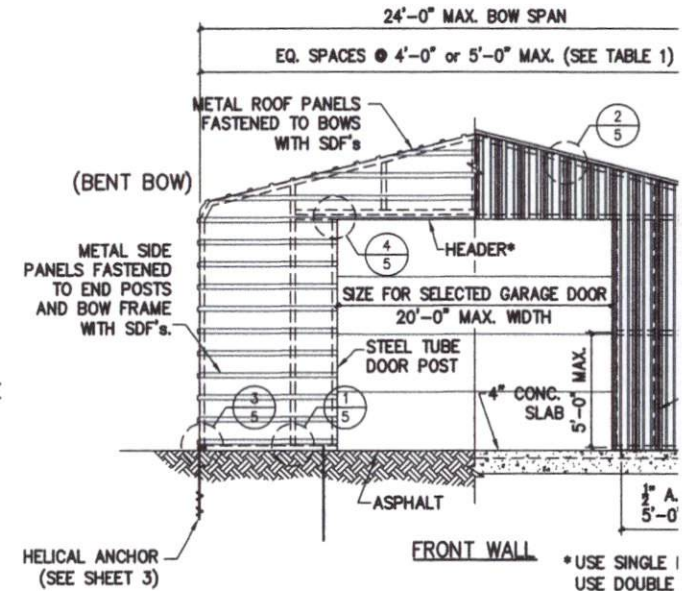 24'-0" MAX. BOW SPAN
EQ. SPACES @ 4'-0" or 5'-0" MAX. (SEE TABLE 1)
METAL ROOF PANELS
FASTENED TO BOWS
WITH SDF's
2
5
(BENT BOW)
4
5
HEADER*
METAL SIDE
PANELS FASTENED
TO END POSTS
AND BOW FRAME
WITH SDF's.
SIZE FOR SELECTED GARAGE DOOR
20'-0" MAX. WIDTH
STEEL TUBE
DOOR POST
5'-0" MAX.
3
5
1
5
4" CONC.
SLAB
ASPHALT
½" A.
5'-0
HELICAL ANCHOR
(SEE SHEET 3)
FRONT WALL
*USE SINGLE
USE DOUBLE